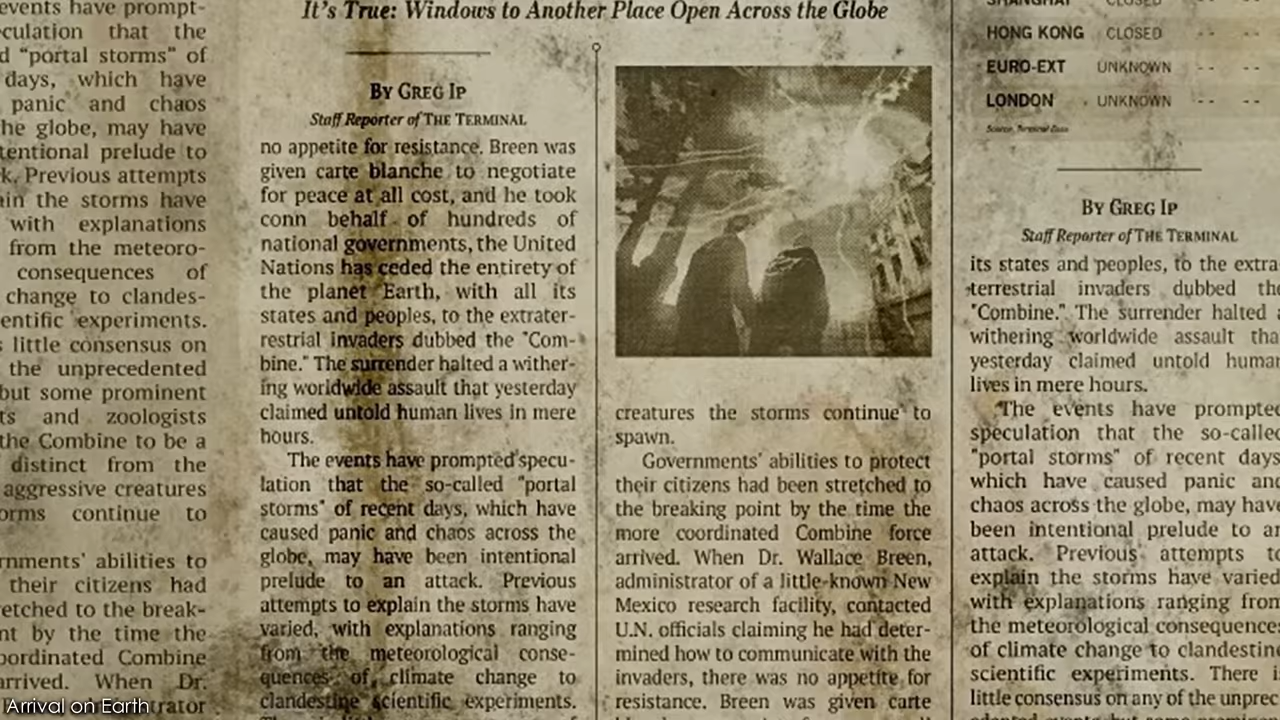 It's True: Windows to Another Place Open Across the Globe
events have prompt-
culation that the
d "portal storms" of
days, which have
panic and chaos
he globe, may have
tentional prelude to
k. Previous attempts
ain the storms have
with explanations
from the meteoro-
consequences of
change to clandes-
entific experiments.
s little consensus on
the unprecedented
but some prominent
ts and zoologists
the Combine to be a
distinct from the
aggressive creatures
orms continue to
rnments' abilities to
their citizens had
retched to the break-
nt by the time the
oordinated Combine
arrived. When Dr.
trator
BY GREG IP
Staff Reporter of THE TERMINAL
no appetite for resistance. Breen was
given carte blanche to negotiate
for peace at all cost, and he took
conn behalf of hundreds of
national governments, the United
Nations has ceded the entirety of
the planet Earth, with all its
states and peoples, to the extrater-
restrial invaders dubbed the "Com-
bine." The surrender halted a wither-
ing worldwide assault that yesterday
claimed untold human lives in mere
hours.
The events have prompted specu-
lation that the so-called "portal
storms" of recent days, which have
caused panic and chaos across the
globe, may have been intentional
prelude to an attack. Previous
attempts to explain the storms have
varied, with explanations ranging
from the meteorological conse-
quences of climate change to
clandestine scientific experiments.
creatures the storms continue to
spawn.
Governments' abilities to protect
their citizens had been stretched to
the breaking point by the time the
more coordinated Combine force
arrived. When Dr. Wallace Breen,
administrator of a little-known New
Mexico research facility, contacted
U.N. officials claiming he had deter-
mined how to communicate with the
invaders, there was no appetite for
resistance. Breen was given carte
SHANGHAI CLOSED -- --
HONG KONG CLOSED -- --
EURO-EXT UNKNOWN -- --
LONDON UNKNOWN -- --
Source, Terminal Data
BY GREG IP
Staff Reporter of THE TERMINAL
its states and peoples, to the extra-
terrestrial invaders dubbed the
"Combine.". The surrender halted a
withering worldwide assault that
yesterday claimed untold human
lives in mere hours.
The events have prompted
speculation that the so-called
"portal storms" of recent days,
which have caused panic and
chaos across the globe, may have
been intentional prelude to an
attack. Previous attempts to
explain the storms have varied,
with explanations ranging from
the meteorological consequences
of climate change to clandestine
scientific experiments. There is
little consensus on any of the unprec-
Arrival on Earth